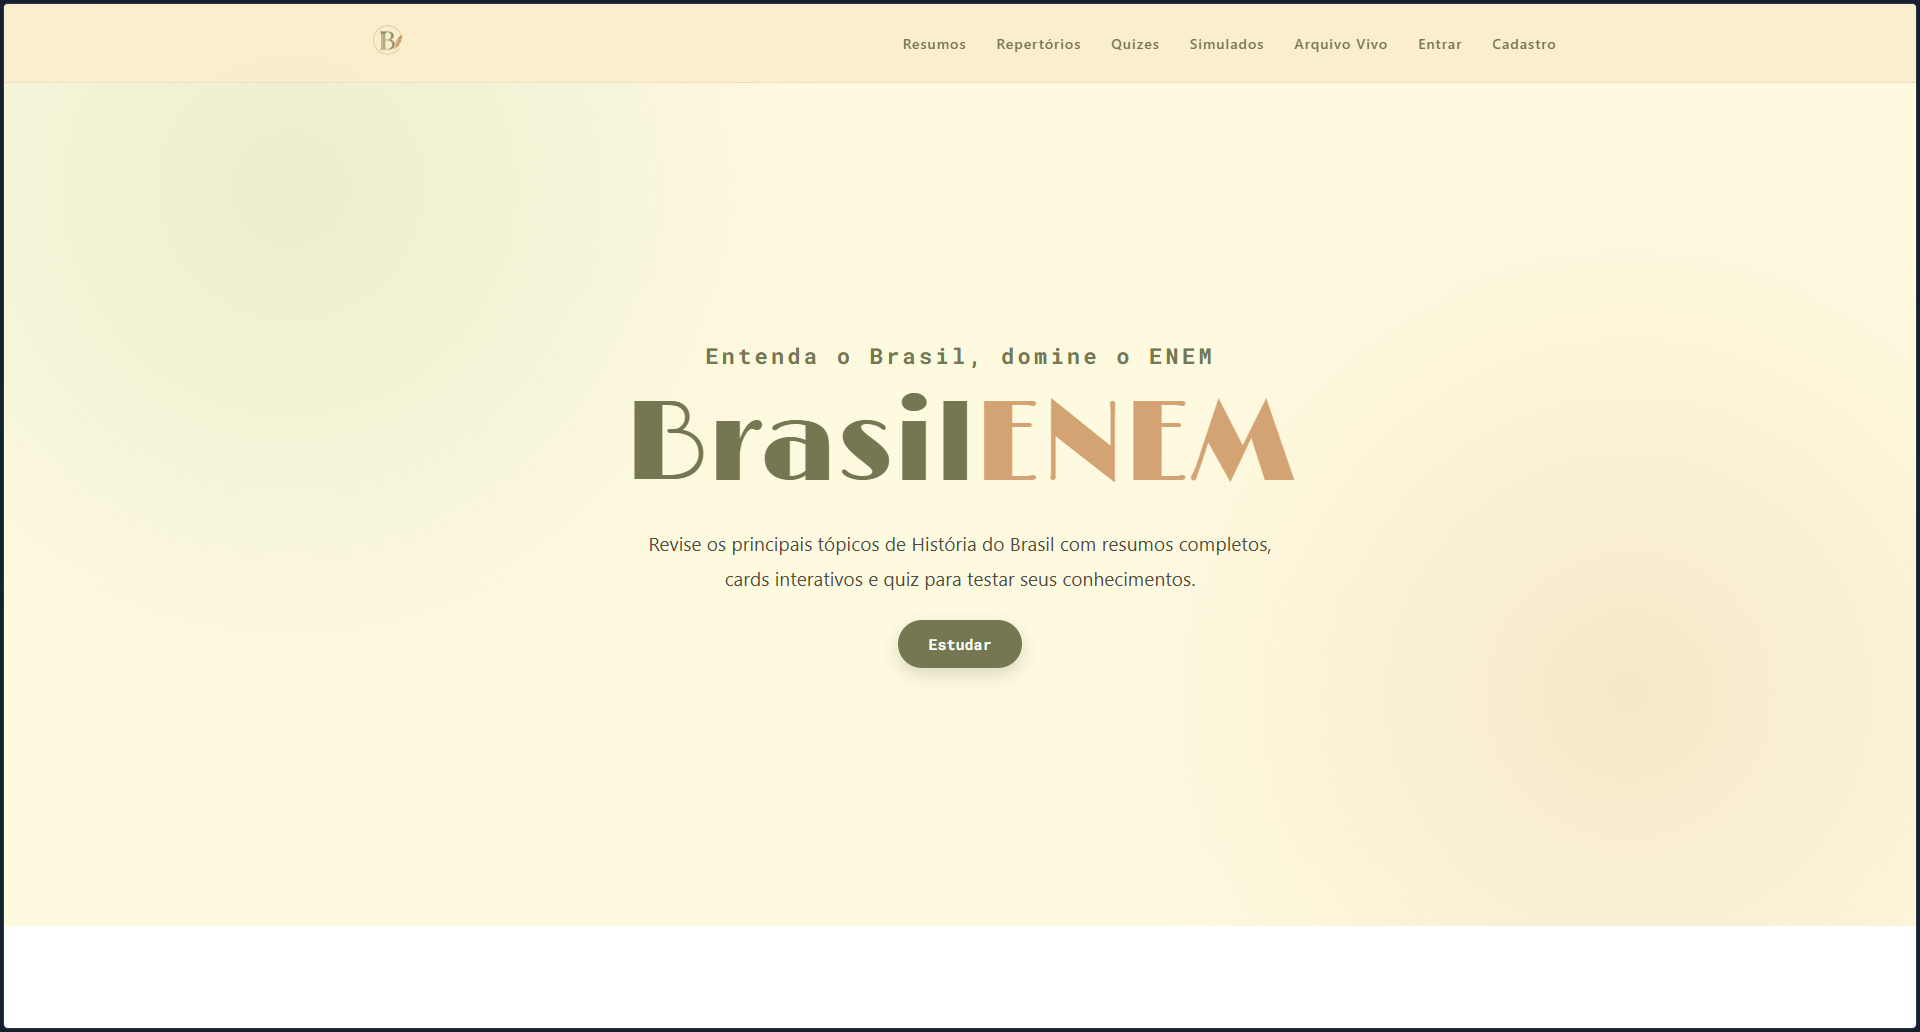 B
Resumos Repertórios Quizes Simulados Arquivo Vivo Entrar Cadastro
Entenda o Brasil, domine o ENEM
BrasilENEM
Revise os principais tópicos de História do Brasil com resumos completos,
cards interativos e quiz para testar seus conhecimentos.
Estudar